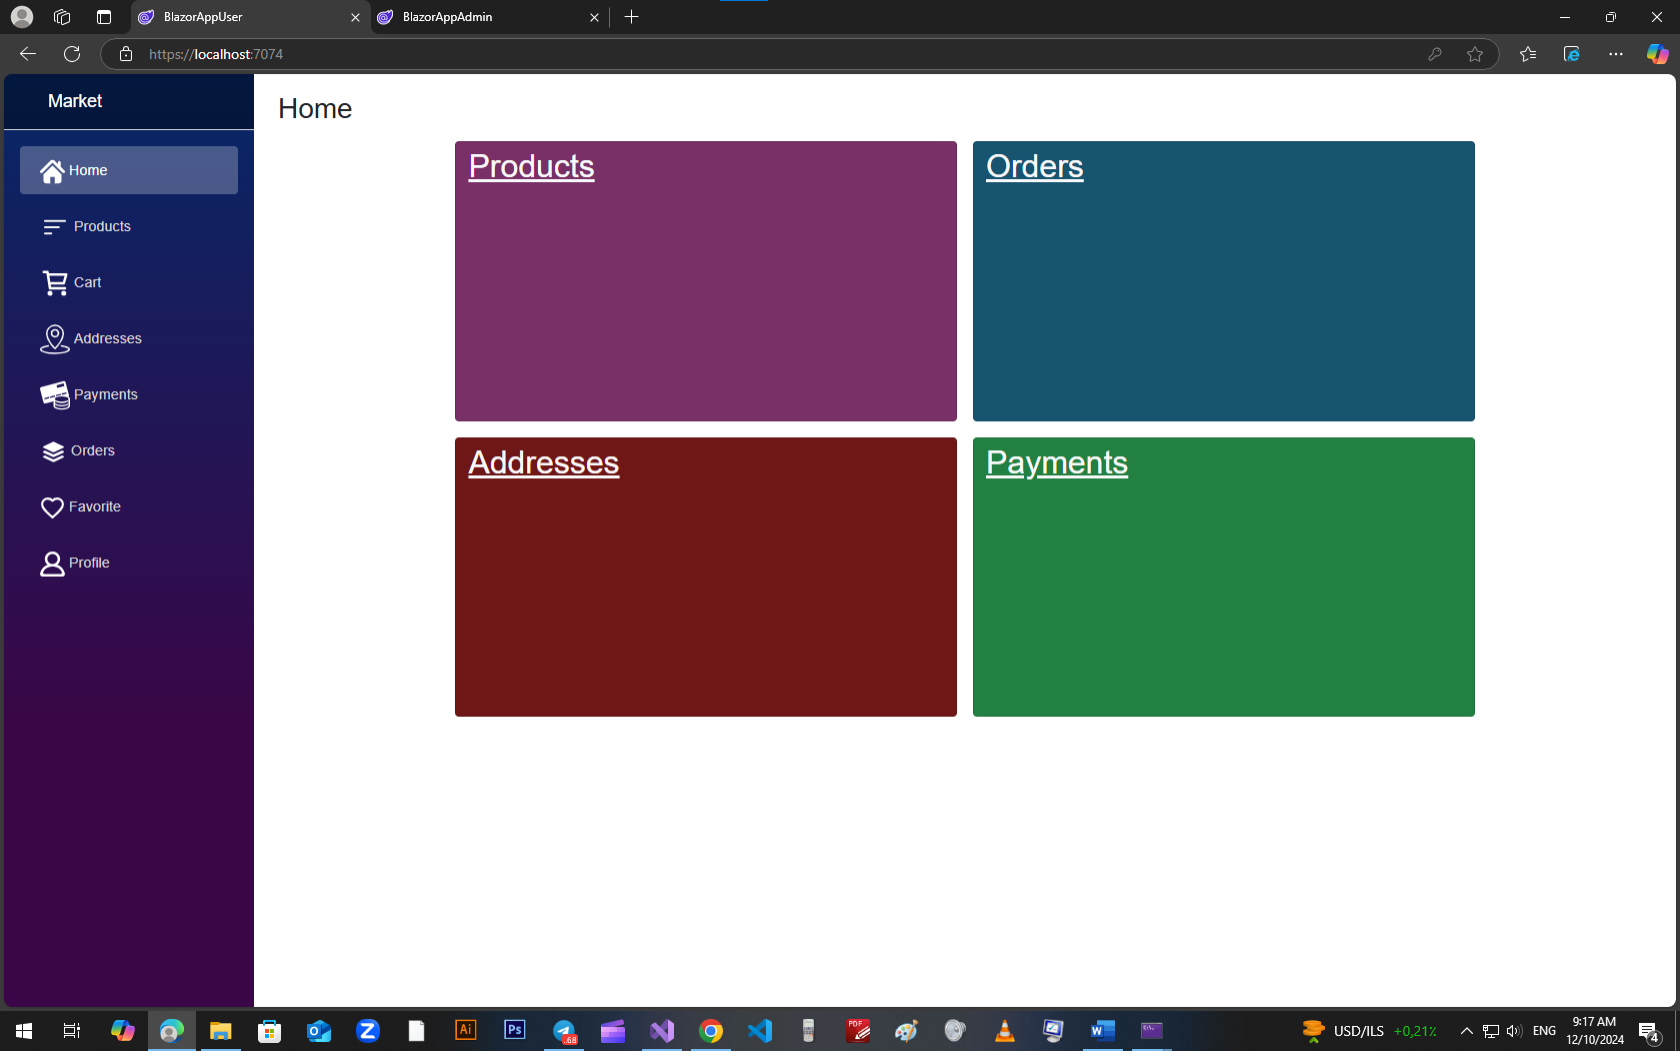 BlazorAppUser
BlazorAppAdmin
https://localhost:7074
Market
Home
Products
Cart
Addresses
Payments
Orders
Favorite
Profile
Home
Products
Orders
Addresses
Payments
Ai
Ps
.68
PDF
USD/ILS +0,21%
ENG
9:17 AM
12/10/2024
4